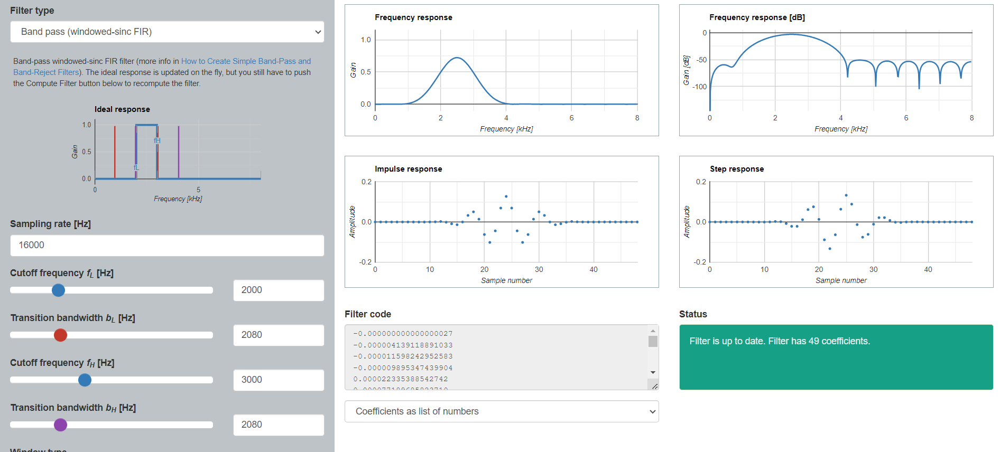 Filter type
Band pass (windowed-sinc FIR)
Band-pass windowed-sinc FIR filter (more info in How to Create Simple Band-Pass and
Band-Reject Filters). The ideal response is updated on the fly, but you still have to push
the Compute Filter button below to recompute the filter.
Ideal response
1.0
0.5
0.0
Gain
fH
fL
0
5
Frequency [kHz]
Sampling rate [Hz]
16000
Cutoff frequency fL [Hz]
2000
Transition bandwidth bL [Hz]
2080
Cutoff frequency fH [Hz]
3000
Transition bandwidth bH [Hz]
2080
Window type
Frequency response
1.0
0.5
0.0
Gain
0 2 4 6 8
Frequency [kHz]
Frequency response [dB]
0
-50
-100
Gain [dB]
0 2 4 6 8
Frequency [kHz]
Impulse response
0.2
0.0
-0.2
Amplitude
0 10 20 30 40
Sample number
Step response
0.2
0.0
-0.2
Amplitude
0 10 20 30 40
Sample number
Filter code
-0.000000000000000027
-0.000004139118891033
-0.000011598242952583
-0.000009895347439904
0.000022335388542742
Coefficients as list of numbers
Status
Filter is up to date. Filter has 49 coefficients.